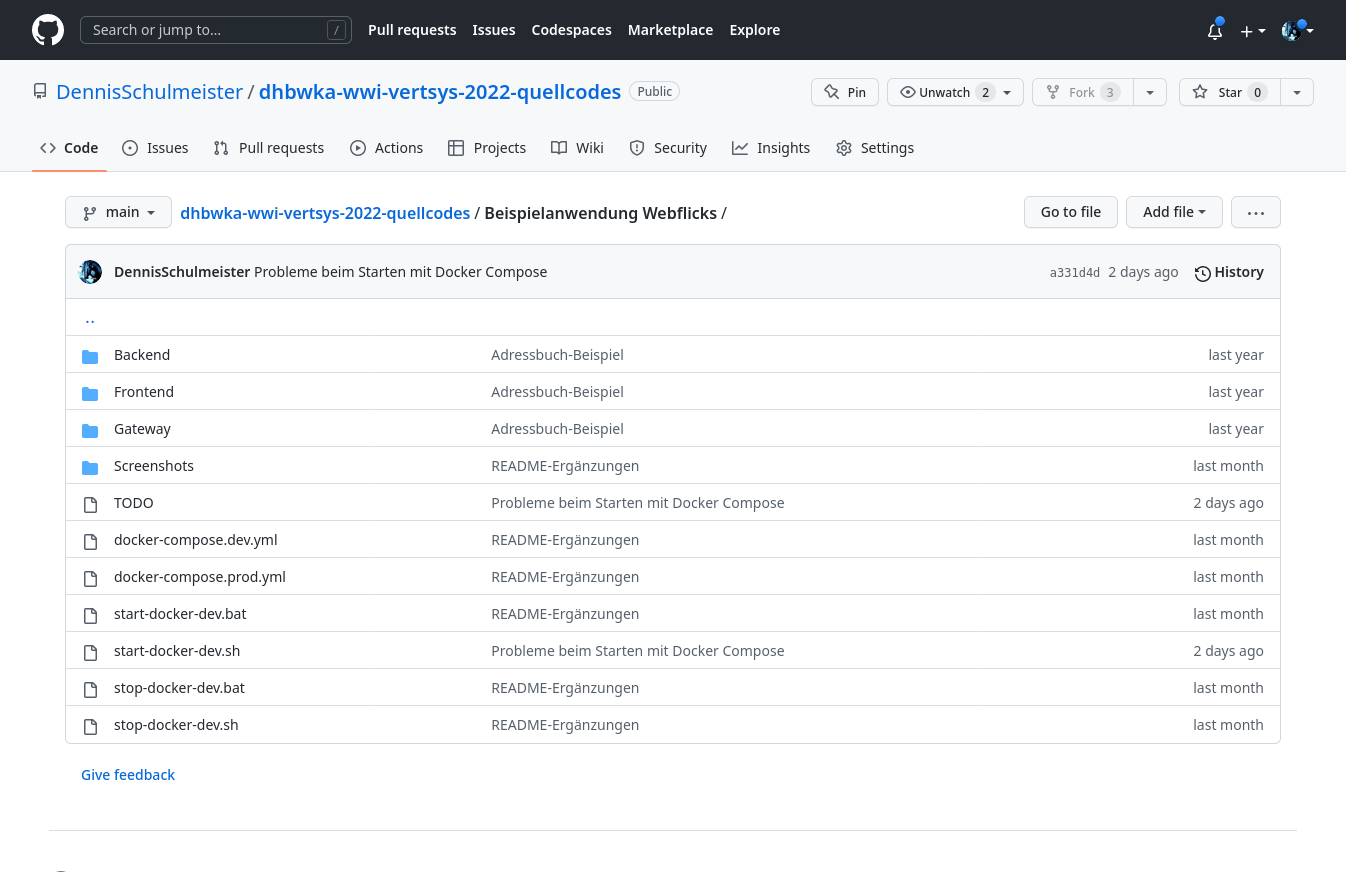 Search or jump to... / Pull requests Issues Codespaces Marketplace Explore
DennisSchulmeister / dhbwka-wwi-vertsys-2022-quellcodes Public Pin Unwatch 2 Fork 3 Star 0
Code Issues Pull requests Actions Projects Wiki Security Insights Settings
main dhbwka-wwi-vertsys-2022-quellcodes / Beispielanwendung Webflicks / Go to file Add file ...
DennisSchulmeister Probleme beim Starten mit Docker Compose a331d4d 2 days ago History
..
Backend Adressbuch-Beispiel last year
Frontend Adressbuch-Beispiel last year
Gateway Adressbuch-Beispiel last year
Screenshots README-Ergänzungen last month
TODO Probleme beim Starten mit Docker Compose 2 days ago
docker-compose.dev.yml README-Ergänzungen last month
docker-compose.prod.yml README-Ergänzungen last month
start-docker-dev.bat README-Ergänzungen last month
start-docker-dev.sh Probleme beim Starten mit Docker Compose 2 days ago
stop-docker-dev.bat README-Ergänzungen last month
stop-docker-dev.sh README-Ergänzungen last month
Give feedback